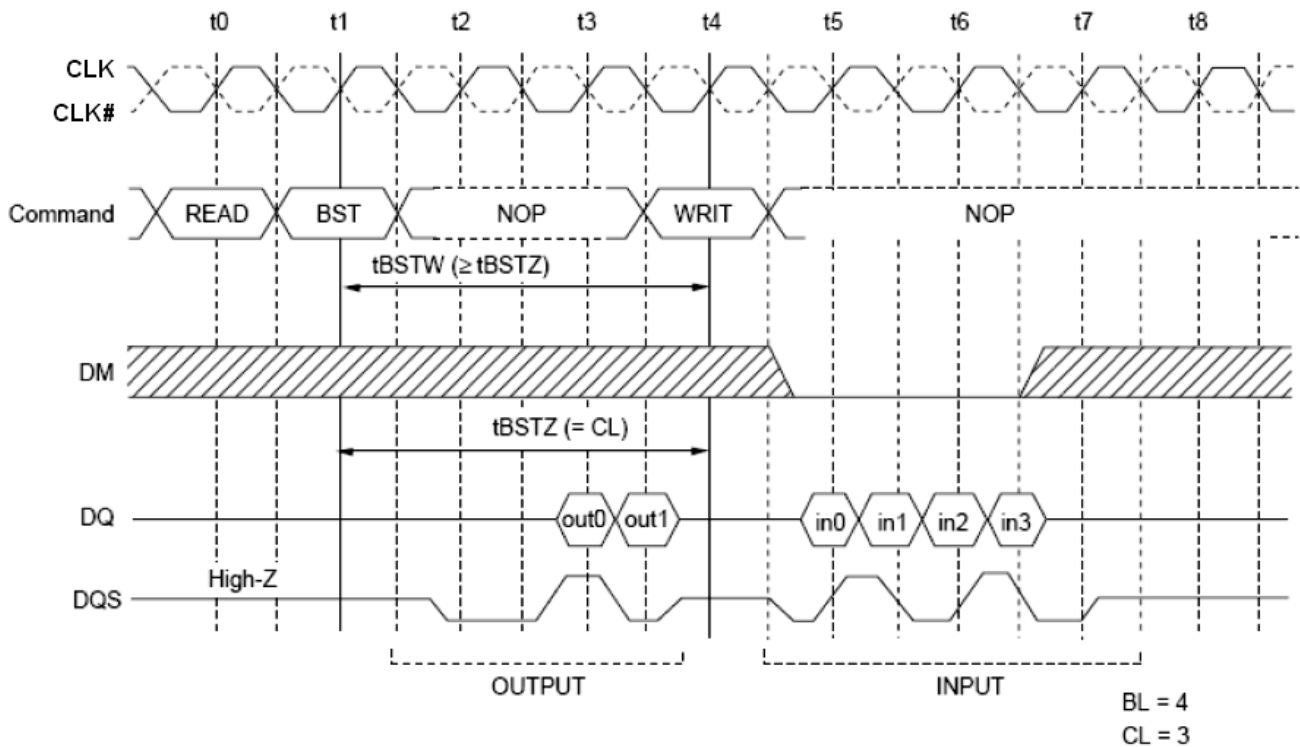 t0 t1 t2 t3 t4 t5 t6 t7 t8
CLK
CLK#
Command READ BST NOP WRIT NOP
tBSTW (≥ tBSTZ)
DM
tBSTZ (= CL)
DQ out0 out1 in0 in1 in2 in3
High-Z
DQS
OUTPUT INPUT
BL = 4
CL = 3